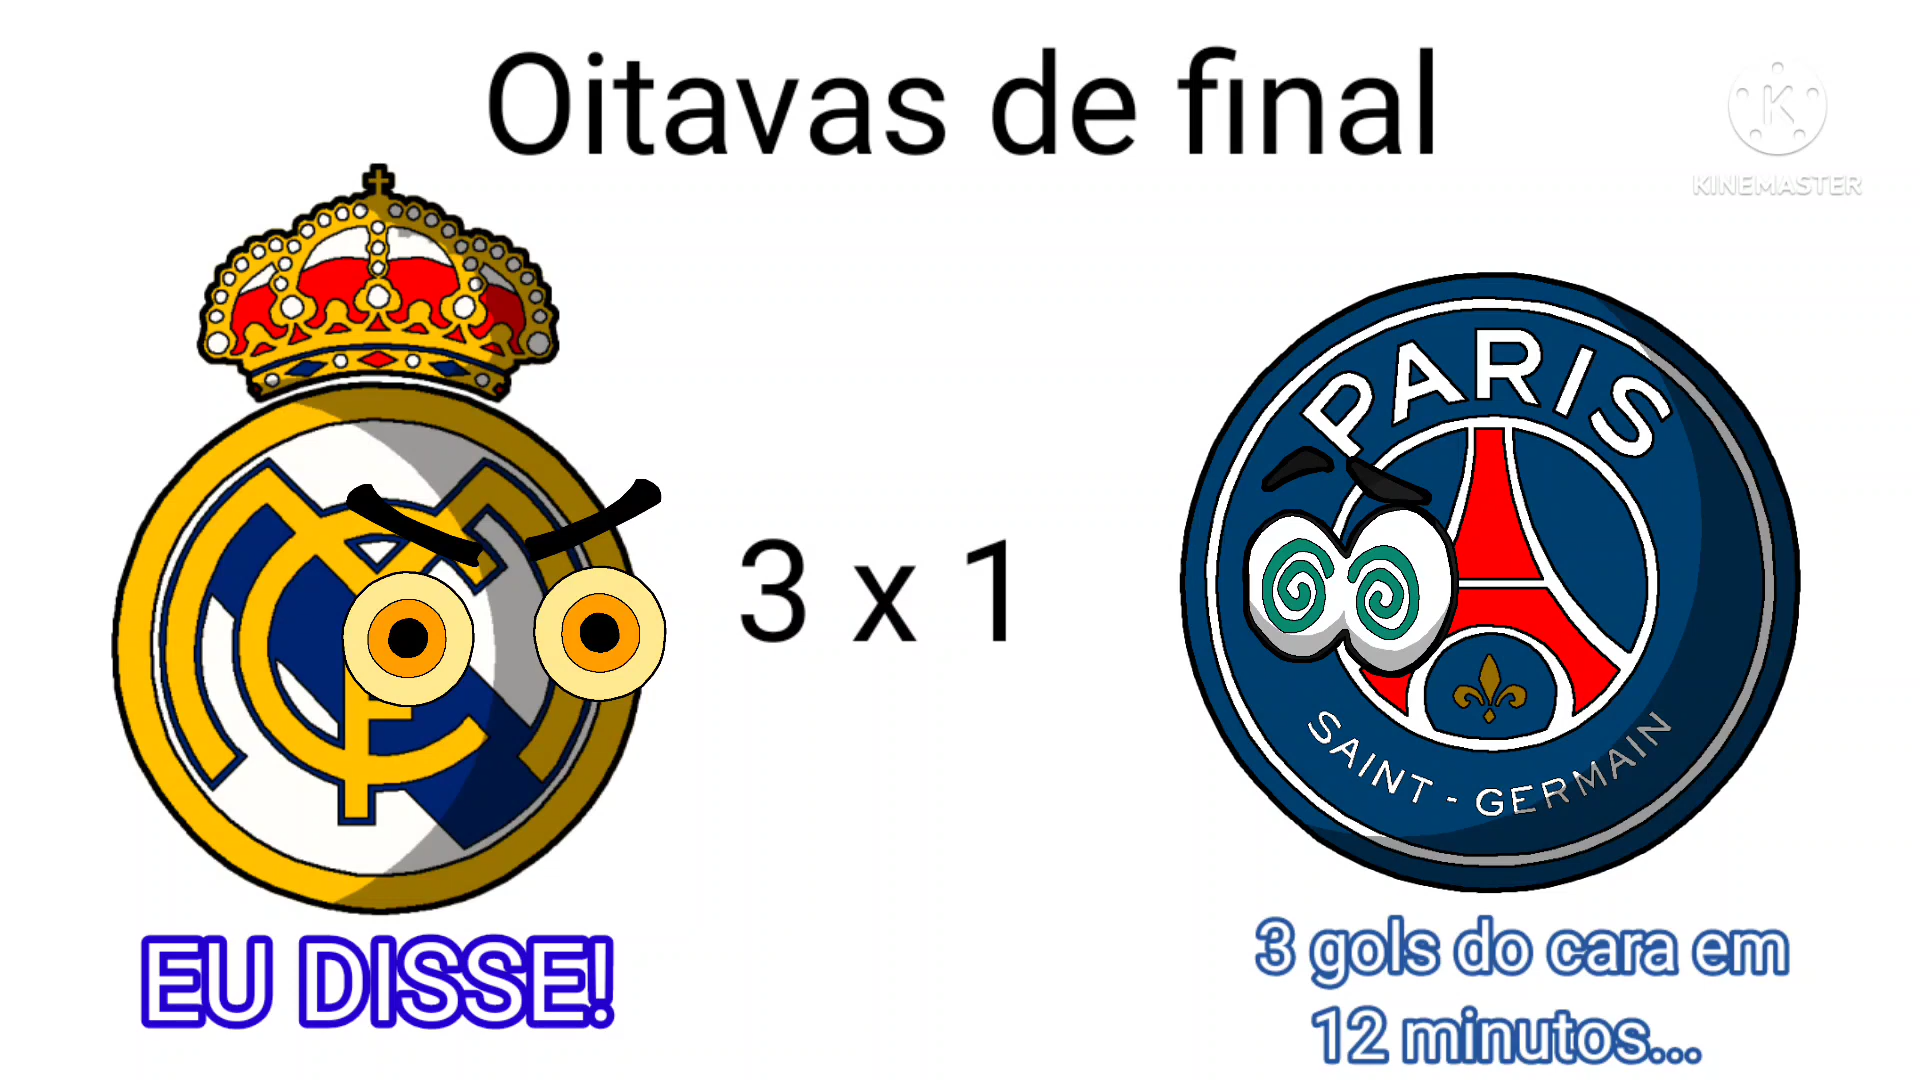 Oitavas de final
KINEMASTER
PARIS
3 x 1
SAINT - GERMAIN
EU DISSE!
3 gols do cara em
12 minutos...